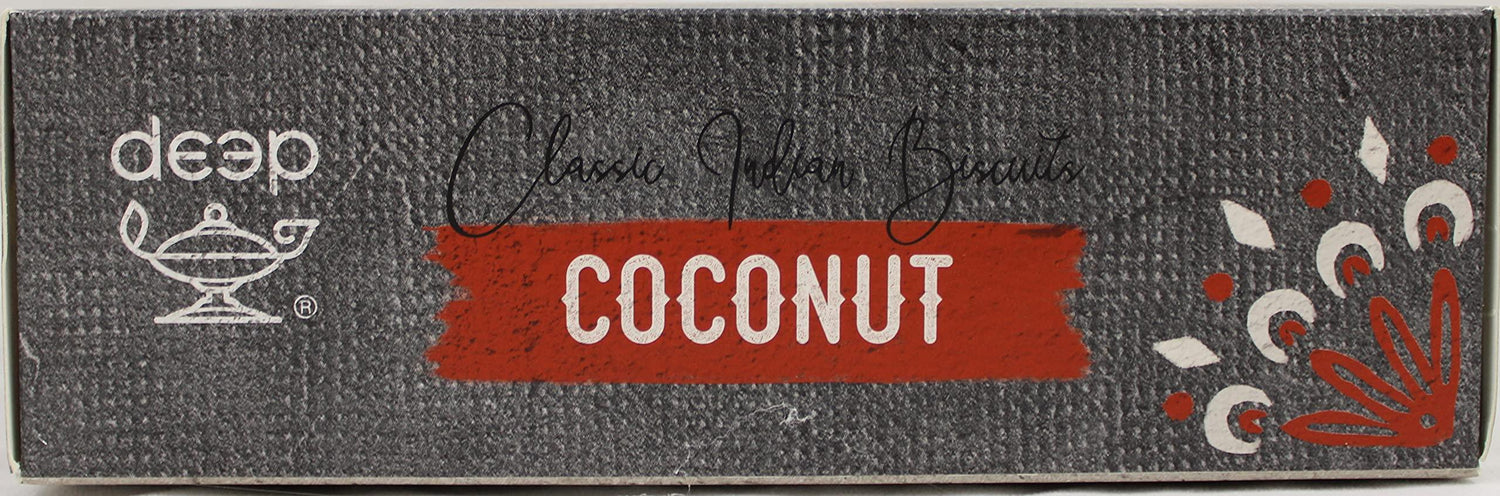 deep
®
Classic Indian Biscuits
COCONUT